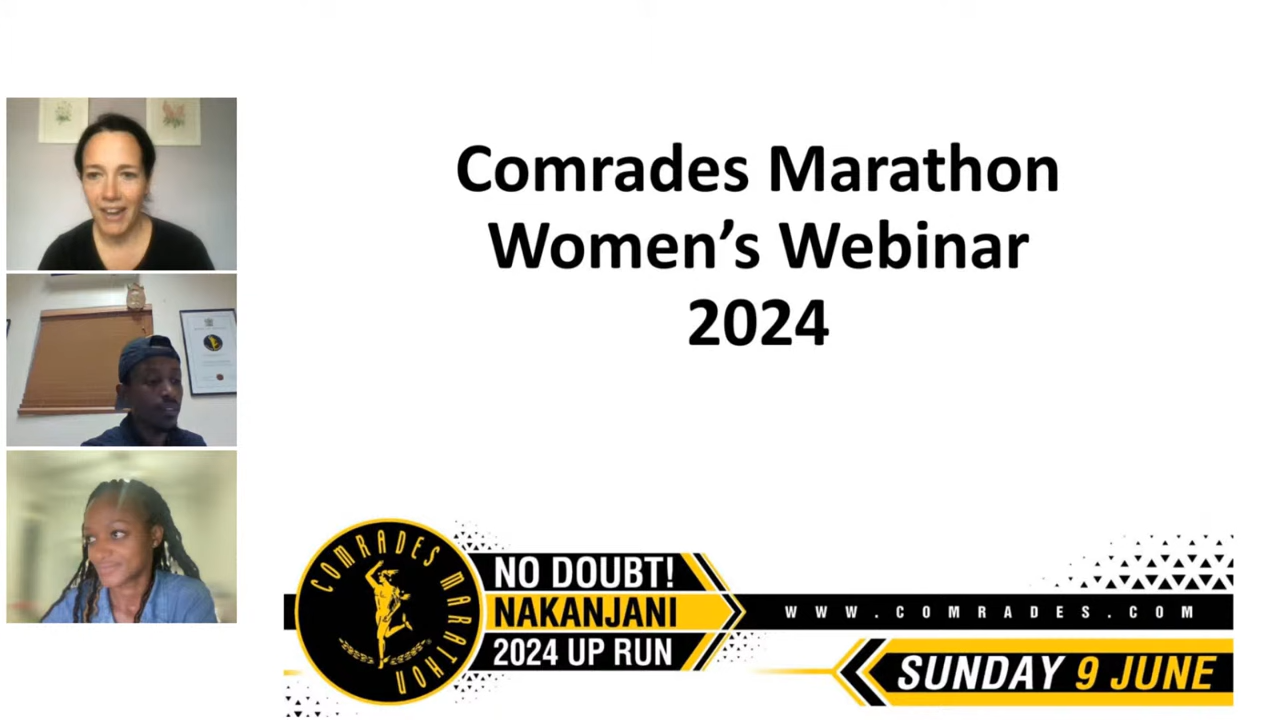 Comrades Marathon
Women’s Webinar
2024
COMRADES MARATHON
NO DOUBT!
NAKANJANI
2024 UP RUN
WWW.COMRADES.COM
SUNDAY 9 JUNE